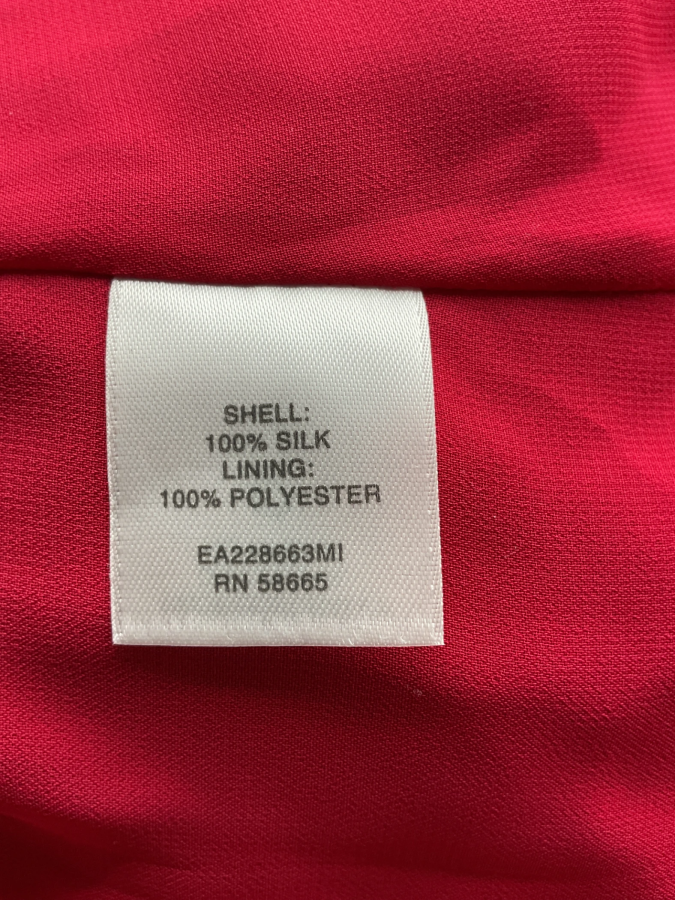 SHELL:
100% SILK
LINING:
100% POLYESTER
EA228663MI
RN 58665